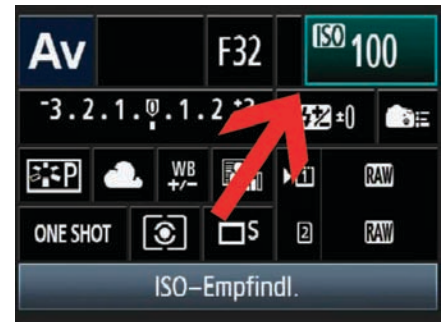 Av F32 ISO 100
-3.2.1.0.1.2.+3 ±0
P WB +/- 1 RAW
ONE SHOT S 2 RAW
ISO-Empfindl.